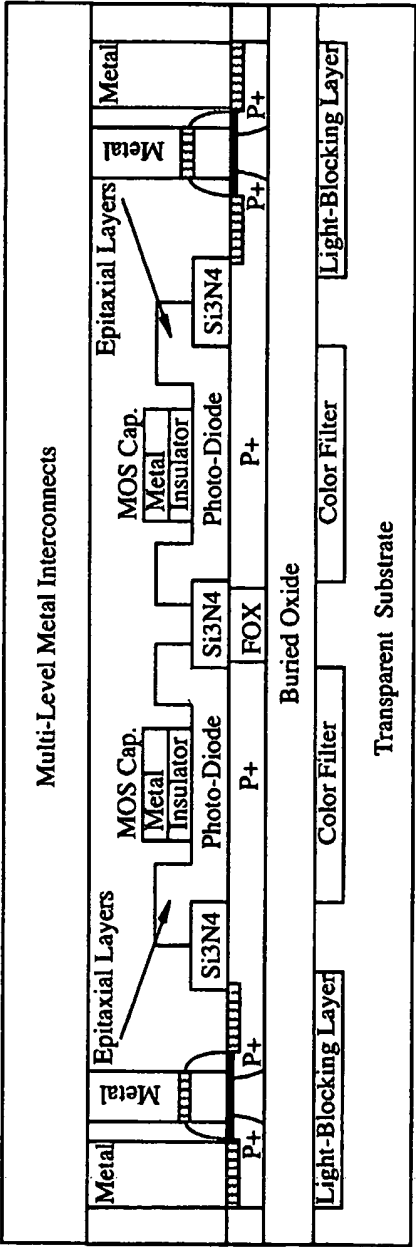 Multi-Level Metal Interconnects
Metal
Metal
Epitaxial Layers
MOS Cap.
Metal
Insulator
Photo-Diode
MOS Cap.
Metal
Insulator
Photo-Diode
Epitaxial Layers
Metal
Metal
Si3N4
Si3N4
Si3N4
P+
P+
P+
FOX
P+
P+
P+
Buried Oxide
Light-Blocking Layer
Color Filter
Color Filter
Light-Blocking Layer
Transparent Substrate